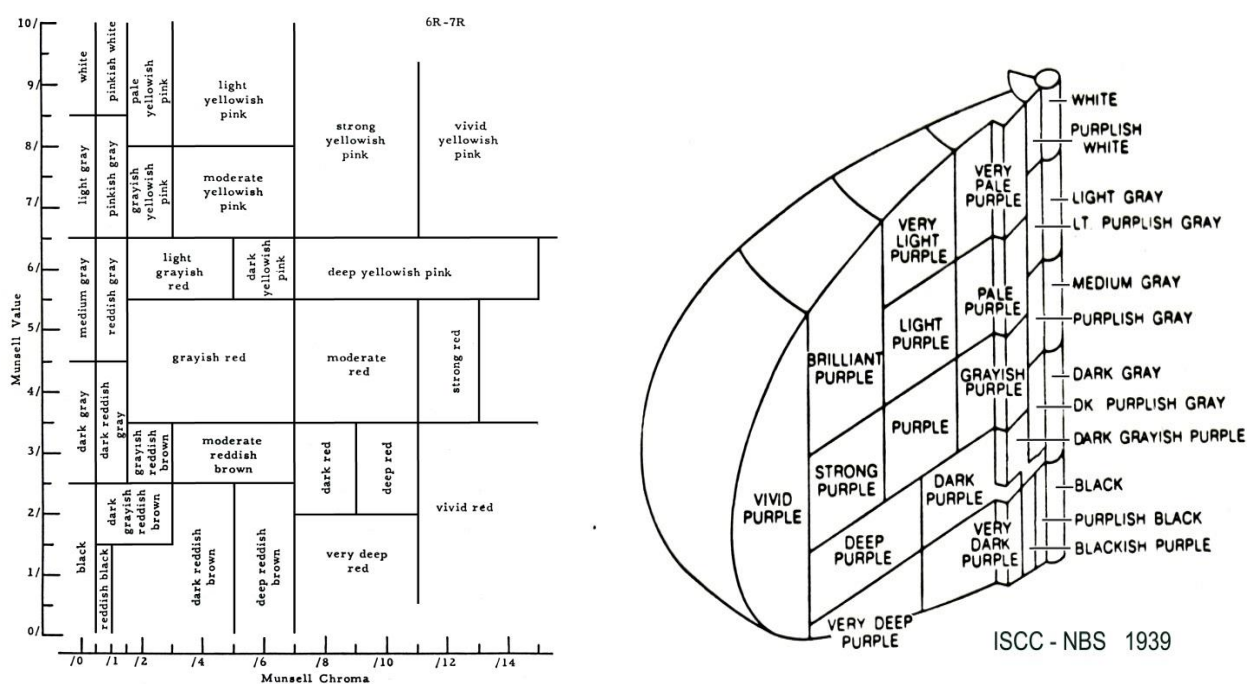 10/
9/
8/
7/
6/
5/
4/
3/
2/
1/
0/
Munsell Value
6R-7R
white
pinkish white
pale
yellowish
pink
light
yellowish
pink
strong
yellowish
pink
vivid
yellowish
pink
light gray
pinkish gray
grayish
yellowish
pink
moderate
yellowish
pink
medium gray
reddish gray
light
grayish
red
dark
yellowish
pink
deep yellowish pink
grayish red
moderate
red
strong red
dark gray
dark reddish
gray
grayish
reddish
brown
moderate
reddish
brown
dark red
deep red
vivid red
black
dark
grayish
reddish
brown
reddish black
dark reddish
brown
deep reddish
brown
very deep
red
/0
/1
/2
/4
/6
/8
/10
/12
/14
Munsell Chroma
WHITE
PURPLISH
WHITE
LIGHT GRAY
LT. PURPLISH GRAY
MEDIUM GRAY
PURPLISH GRAY
DARK GRAY
DK PURPLISH GRAY
DARK GRAYISH PURPLE
BLACK
PURPLISH BLACK
BLACKISH PURPLE
VERY
PALE
PURPLE
VERY
LIGHT
PURPLE
PALE
PURPLE
LIGHT
PURPLE
BRILLIANT
PURPLE
GRAYISH
PURPLE
PURPLE
STRONG
PURPLE
DARK
PURPLE
VIVID
PURPLE
DEEP
PURPLE
VERY
DARK
PURPLE
VERY DEEP
PURPLE
ISCC - NBS 1939